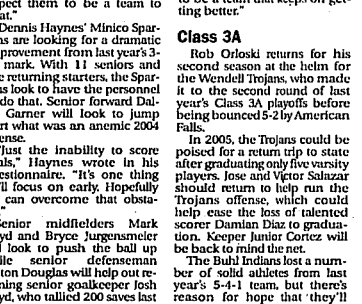 pect them to be a team to
at."
Dennis Haynes' Minico Spar-
ns are looking for a dramatic
provement from last year's 3-
mark. With 11 seniors and
e returning starters, the Spar-
s look to have the personnel
do that. Senior forward Dal-
Garner will look to jump
rt what was an anemic 2004
ense.
"Just the inability to score
als," Haynes wrote in his
estionnaire. "It's one thing
'll focus on early. Hopefully
can overcome that obsta-
"
enior midfielders Mark
yd and Bryce Jurgensmeier
look to push the ball up
ile senior defenseman
ton Douglas will help out re-
ning senior goalkeeper Josh
yd, who tallied 200 saves last
ting better."
Class 3A
Rob Orloski returns for his
second season at the helm for
the Wendell Trojans, who made
it to the second round of last
year's Class 3A playoffs before
being bounced 5-2 by American
Falls.
In 2005, the Trojans could be
poised for a return trip to state
after graduating only five varsity
players. Jose and Victor Salazar
should return to help run the
Trojans offense, which could
help ease the loss of talented
scorer Damian Diaz to gradua-
tion. Keeper Junior Cortez will
be back to mind the net.
The Buhl Indians lost a num-
ber of solid athletes from last
year's 5-4-1 team, but there's
reason for hope that they'll